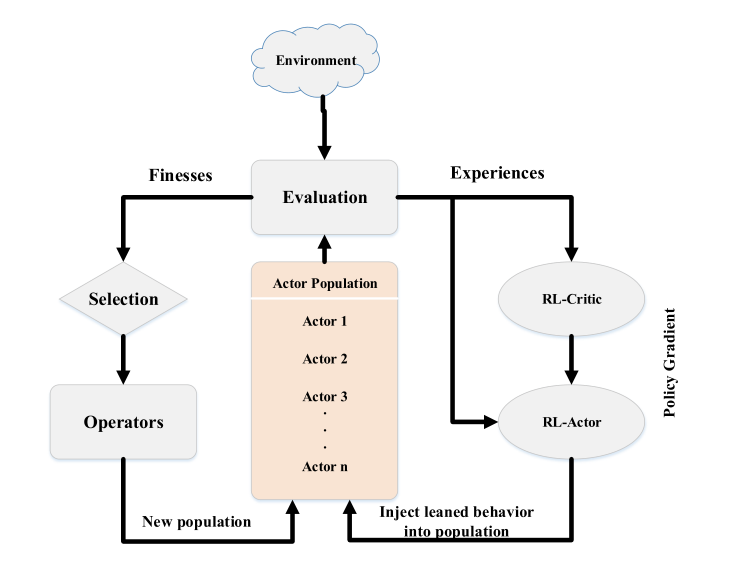 Environment
Finesses
Experiences
Evaluation
Selection
Actor Population
RL-Critic
Actor 1
Actor 2
Actor 3
.
.
.
Actor n
Operators
RL-Actor
Policy Gradient
New population
Inject leaned behavior
into population